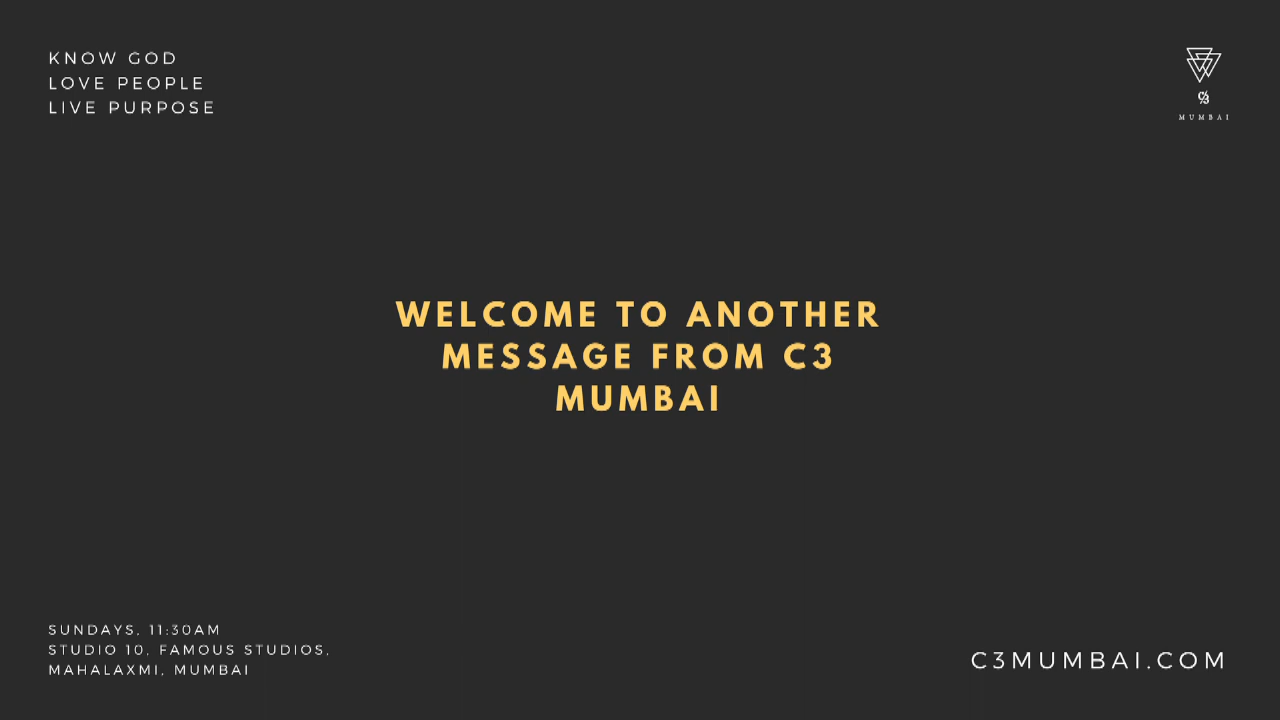 KNOW GOD
LOVE PEOPLE
LIVE PURPOSE
C3
MUMBAI
WELCOME TO ANOTHER
MESSAGE FROM C3
MUMBAI
SUNDAYS, 11:30AM
STUDIO 10, FAMOUS STUDIOS,
MAHALAXMI, MUMBAI
C3MUMBAI.COM